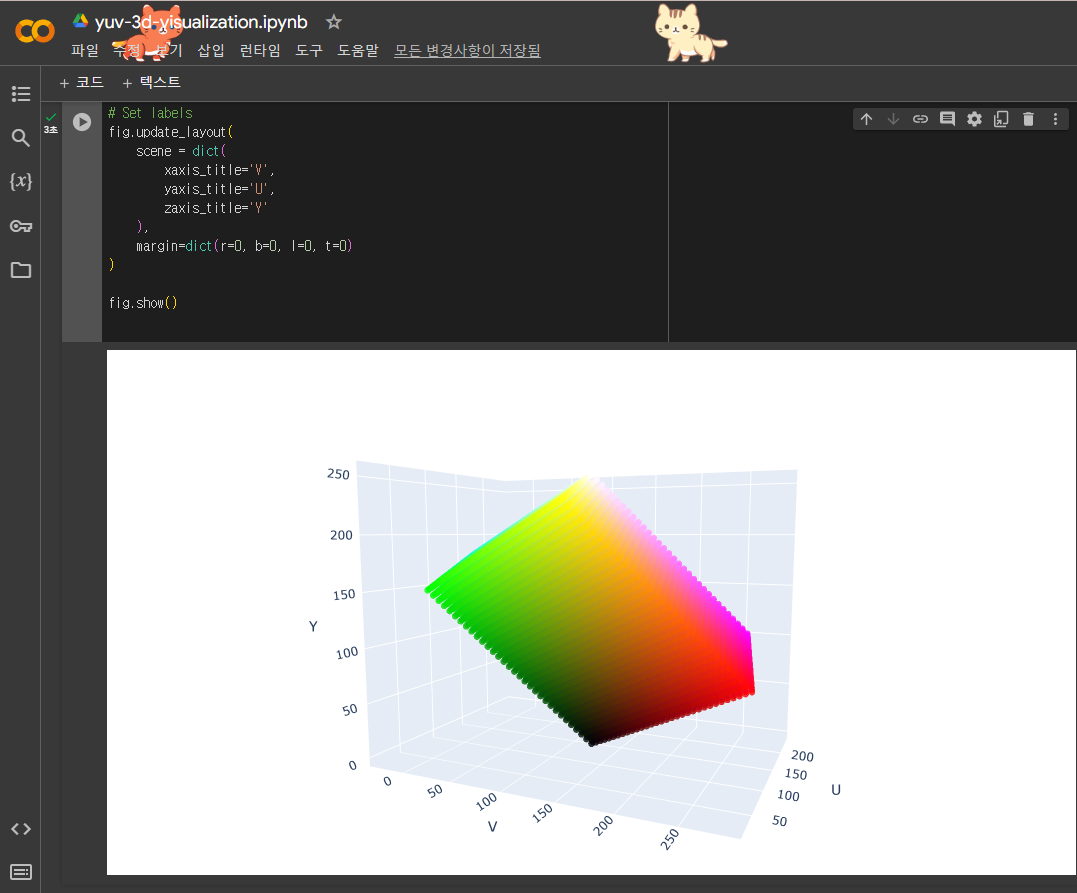 yuv-3d-visualization.ipynb
파일 수정 보기 삽입 런타임 도구 도움말 모든 변경사항이 저장됨
+ 코드 + 텍스트
3초
# Set labels
fig.update_layout(
    scene = dict(
        xaxis_title='V',
        yaxis_title='U',
        zaxis_title='Y'
    ),
    margin=dict(r=0, b=0, l=0, t=0)
)
fig.show()
{x}
250
200
150
100
50
0
Y
0
50
100
150
200
250
V
200
150
100
50
U